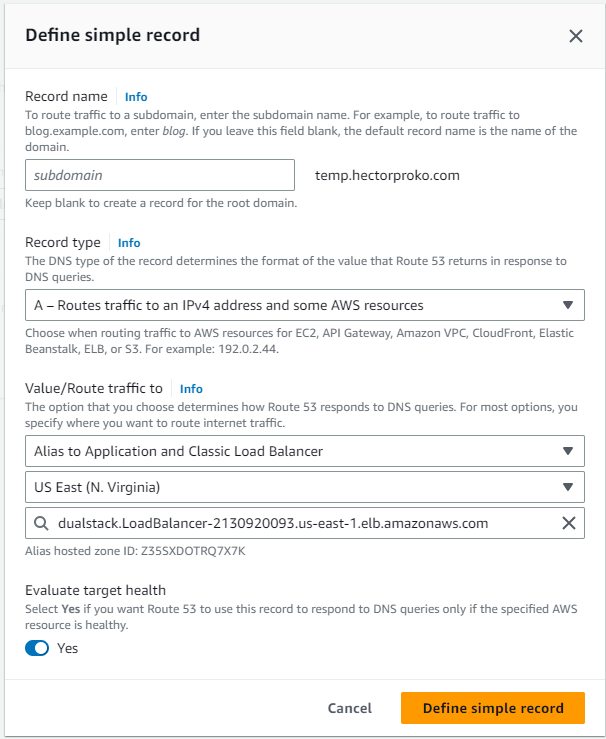 Define simple record
Record name Info
To route traffic to a subdomain, enter the subdomain name. For example, to route traffic to
blog.example.com, enter blog. If you leave this field blank, the default record name is the name of the
domain.
subdomain temp.hectorproko.com
Keep blank to create a record for the root domain.
Record type Info
The DNS type of the record determines the format of the value that Route 53 returns in response to
DNS queries.
A – Routes traffic to an IPv4 address and some AWS resources
Choose when routing traffic to AWS resources for EC2, API Gateway, Amazon VPC, CloudFront, Elastic
Beanstalk, ELB, or S3. For example: 192.0.2.44.
Value/Route traffic to Info
The option that you choose determines how Route 53 responds to DNS queries. For most options, you
specify where you want to route internet traffic.
Alias to Application and Classic Load Balancer
US East (N. Virginia)
dualstack.LoadBalancer-2130920093.us-east-1.elb.amazonaws.com
Alias hosted zone ID: Z35SXDOTRQ7X7K
Evaluate target health
Select Yes if you want Route 53 to use this record to respond to DNS queries only if the specified AWS
resource is healthy.
Yes
Cancel Define simple record